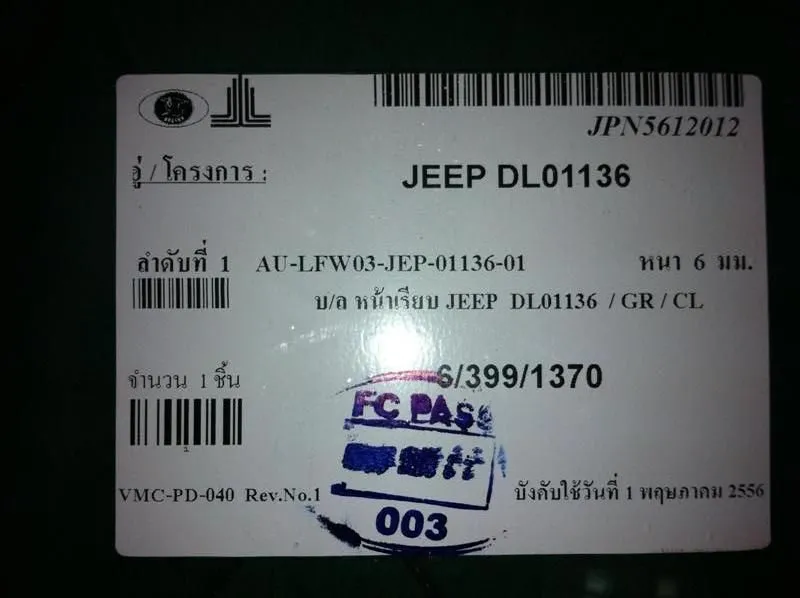 JPN5612012
อู่ / โครงการ :
JEEP DL01136
ลำดับที่ 1 AU-LFW03-JEP-01136-01 หนา 6 มม.
บ/ล หน้าเรียบ JEEP DL01136 / GR / CL
จำนวน 1 ชิ้น
6/399/1370
FC PASS
VMC-PD-040 Rev.No.1
บังคับใช้วันที่ 1 พฤษภาคม 2556
003